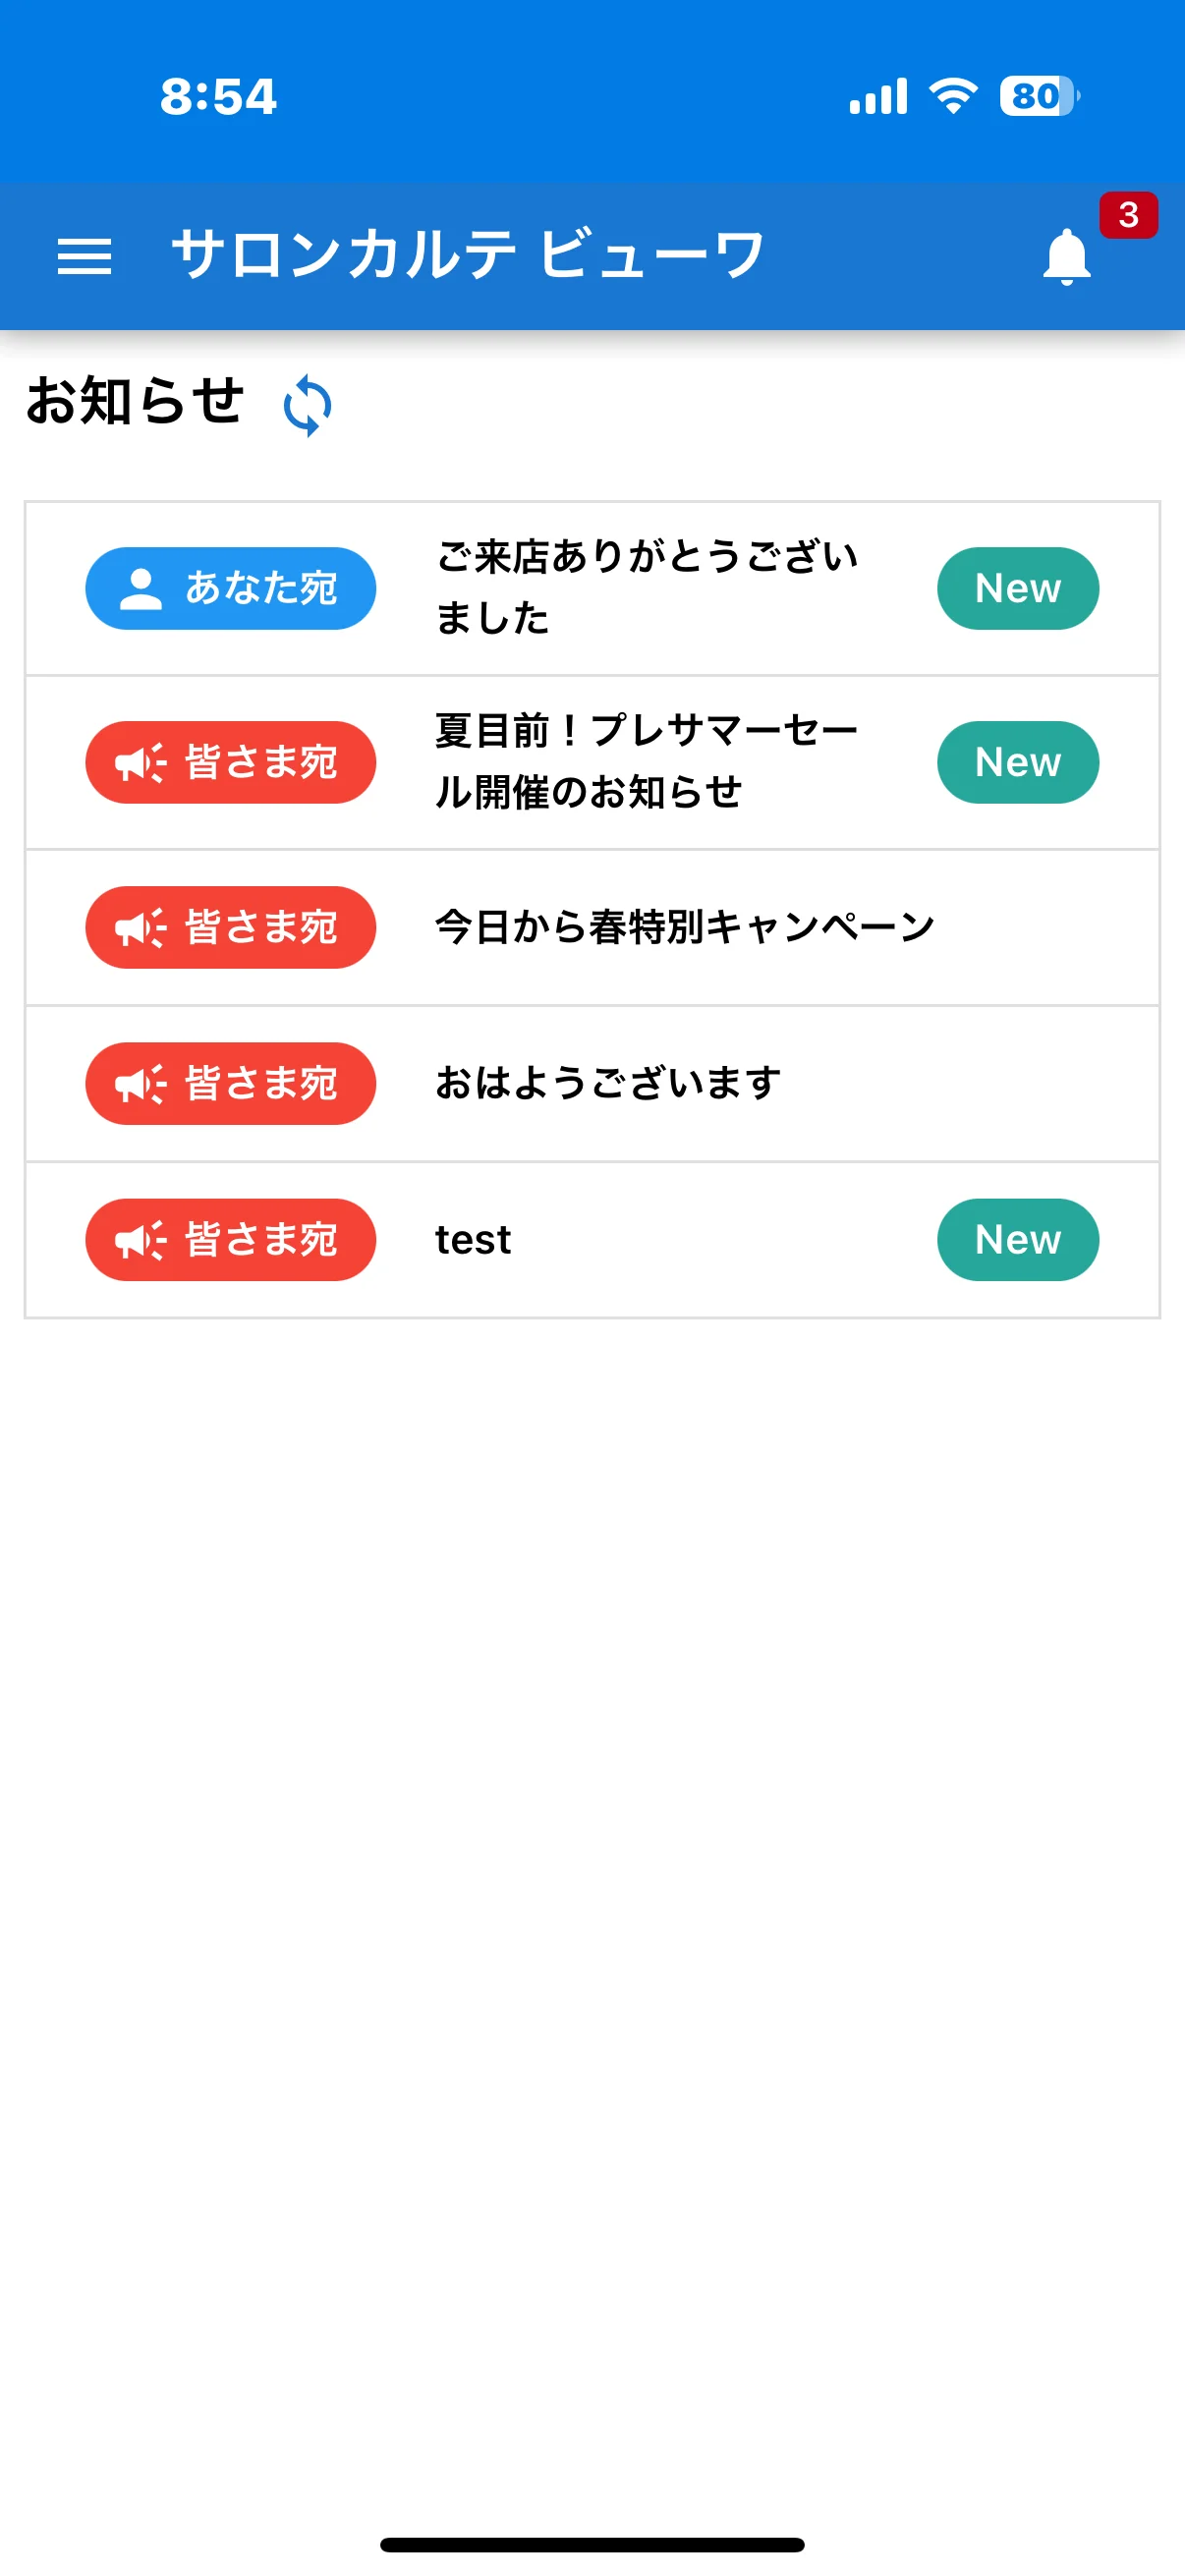 8:54
80
サロンカルテ ビューワ
3
お知らせ
あなた宛
ご来店ありがとうござい
ました
New
皆さま宛
夏目前！プレサマーセー
ル開催のお知らせ
New
皆さま宛
今日から春特別キャンペーン
皆さま宛
おはようございます
皆さま宛
test
New